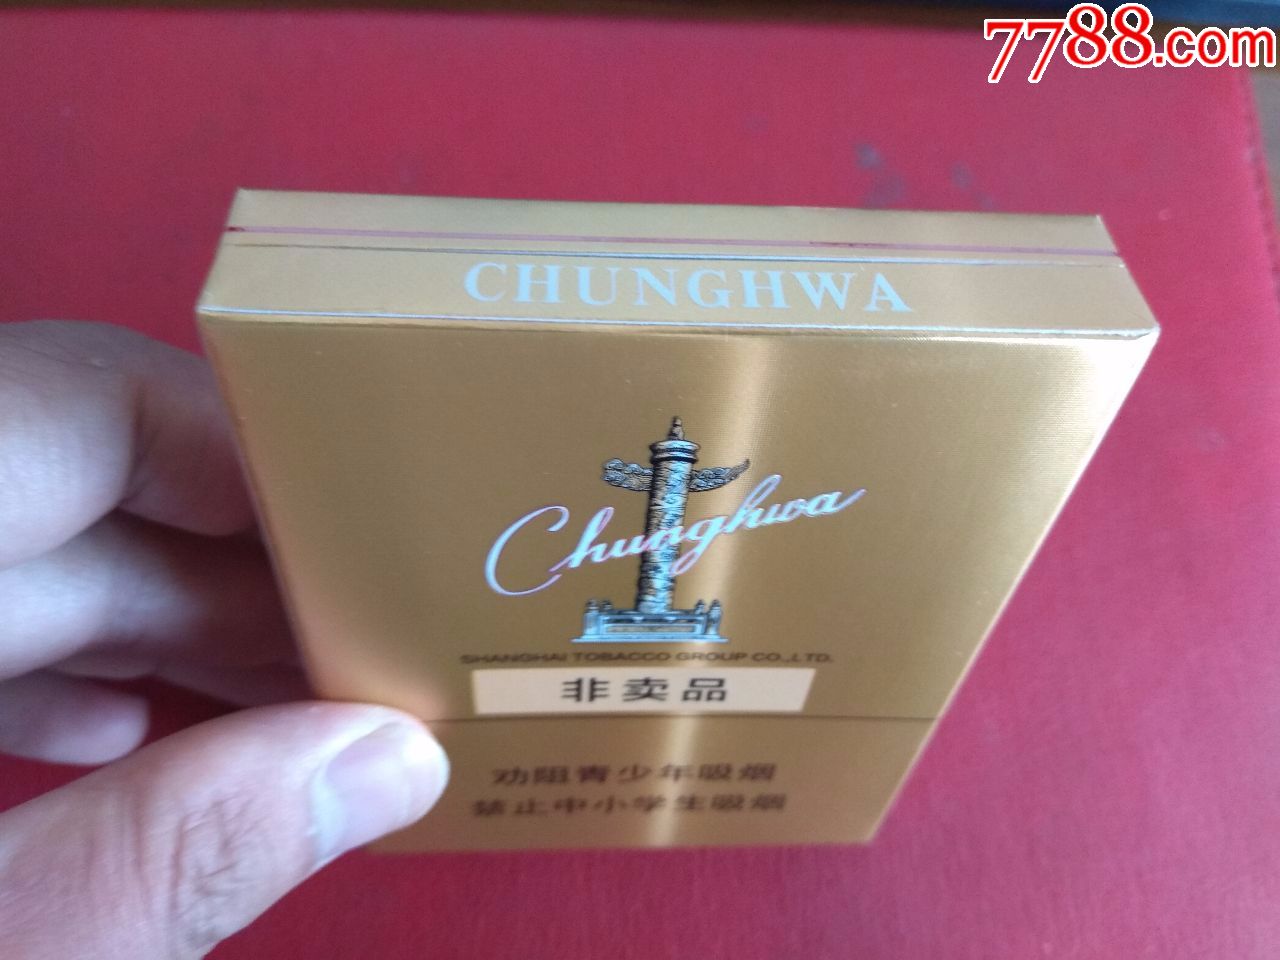 7788.com
CHUNGHWA
Chunghwa
SHANGHAI TOBACCO GROUP CO.,LTD.
非卖品
劝阻青少年吸烟
禁止中小学生吸烟